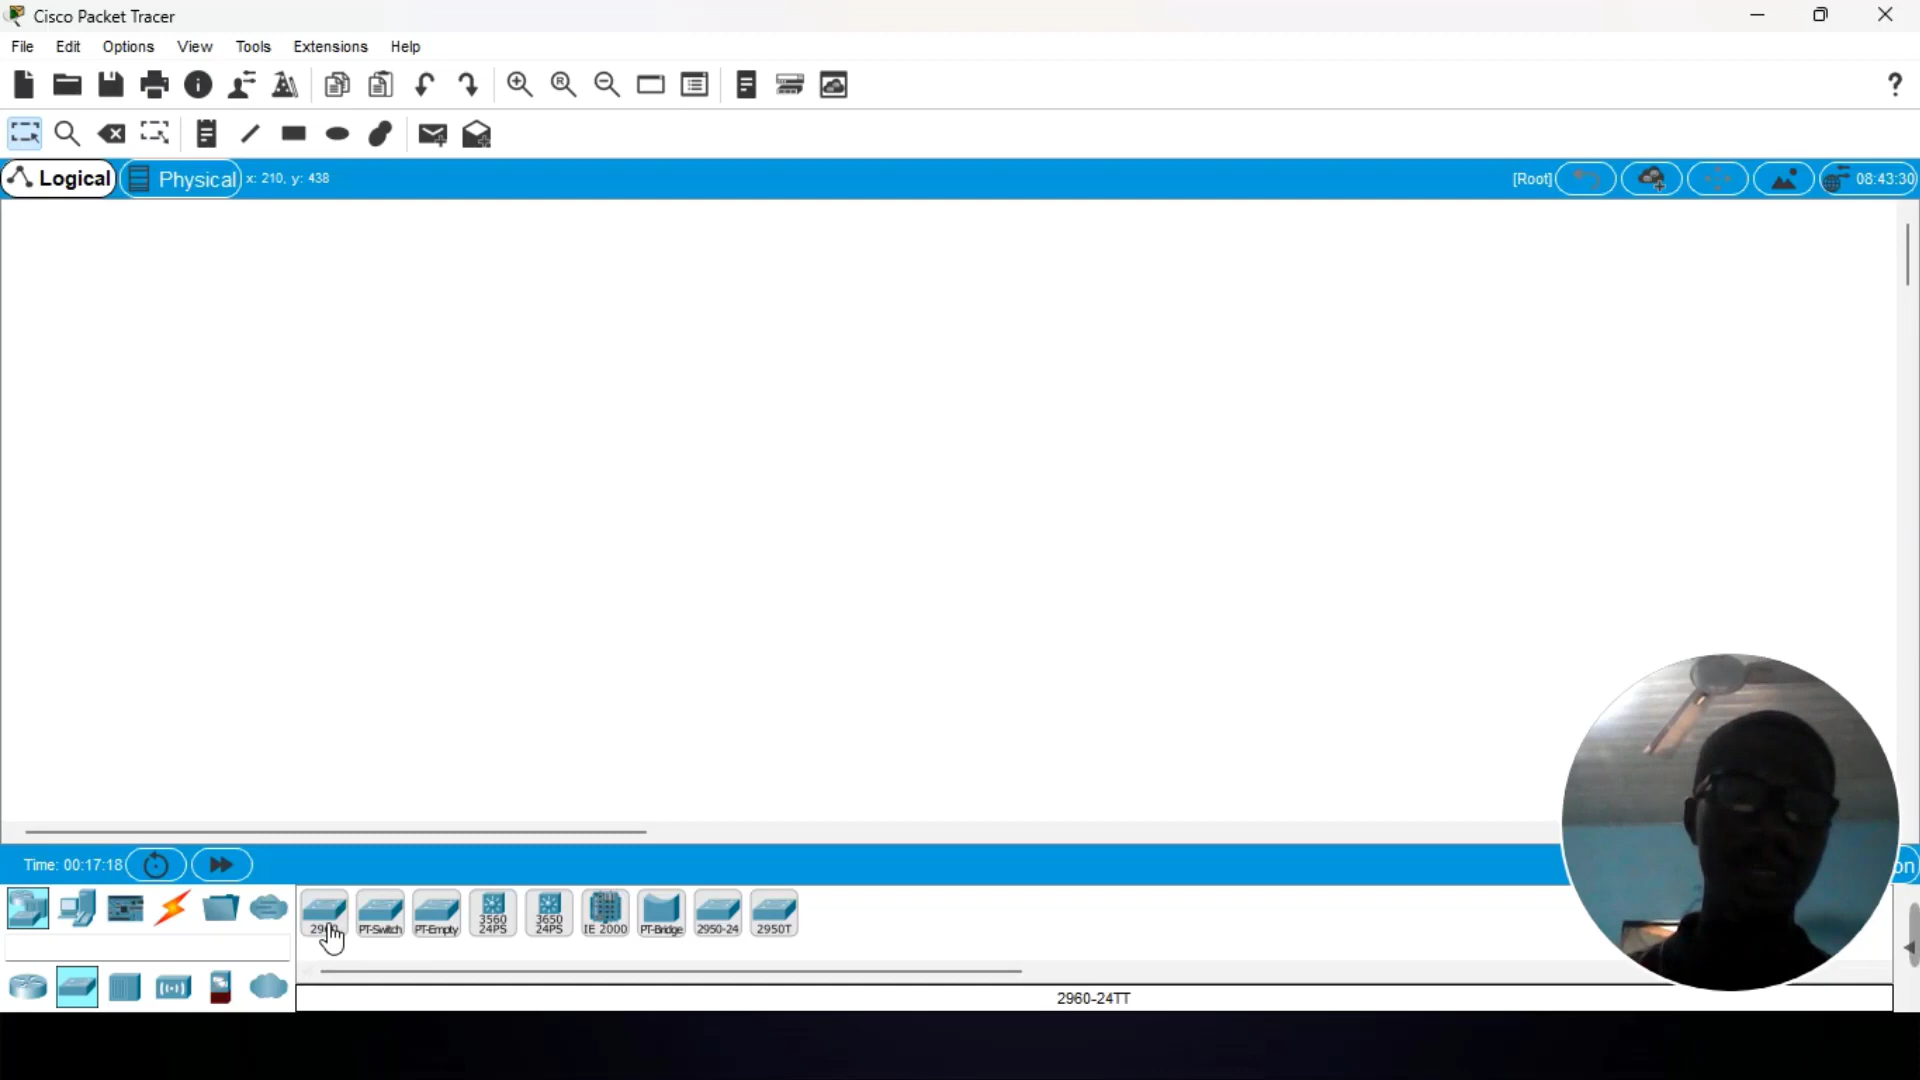 Cisco Packet Tracer
File Edit Options View Tools Extensions Help
Logical Physical x: 210, y: 438 [Root] 08:43:30
Time: 00:17:18
PT-Switch PT-Empty 3560 24PS 3650 24PS IE 2000 PT-Bridge 2950-24 2950T
2960-24TT